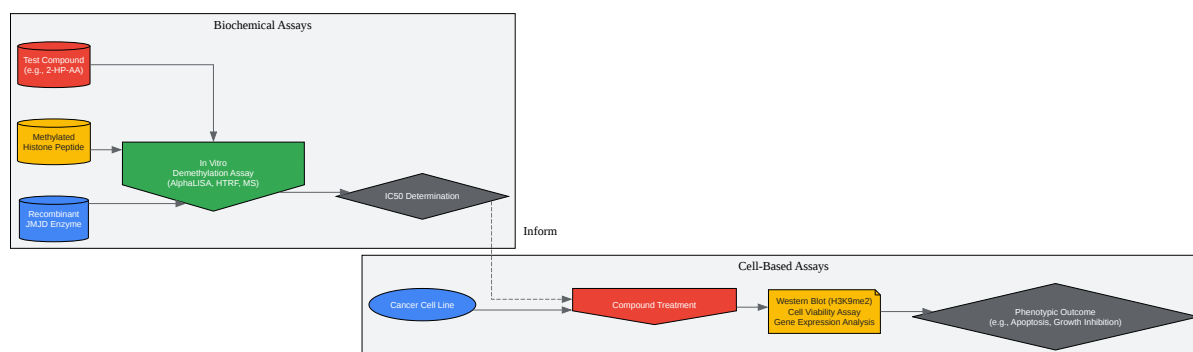 Biochemical Assays
Test Compound
(e.g., 2-HP-AA)
Methylated
Histone Peptide
In Vitro
Demethylation Assay
(AlphaLISA, HTRF, MS)
IC50 Determination
Recombinant
JMJD Enzyme
Inform
Cell-Based Assays
Cancer Cell Line
Compound Treatment
Western Blot (H3K9me2)
Cell Viability Assay
Gene Expression Analysis
Phenotypic Outcome
(e.g., Apoptosis, Growth Inhibition)